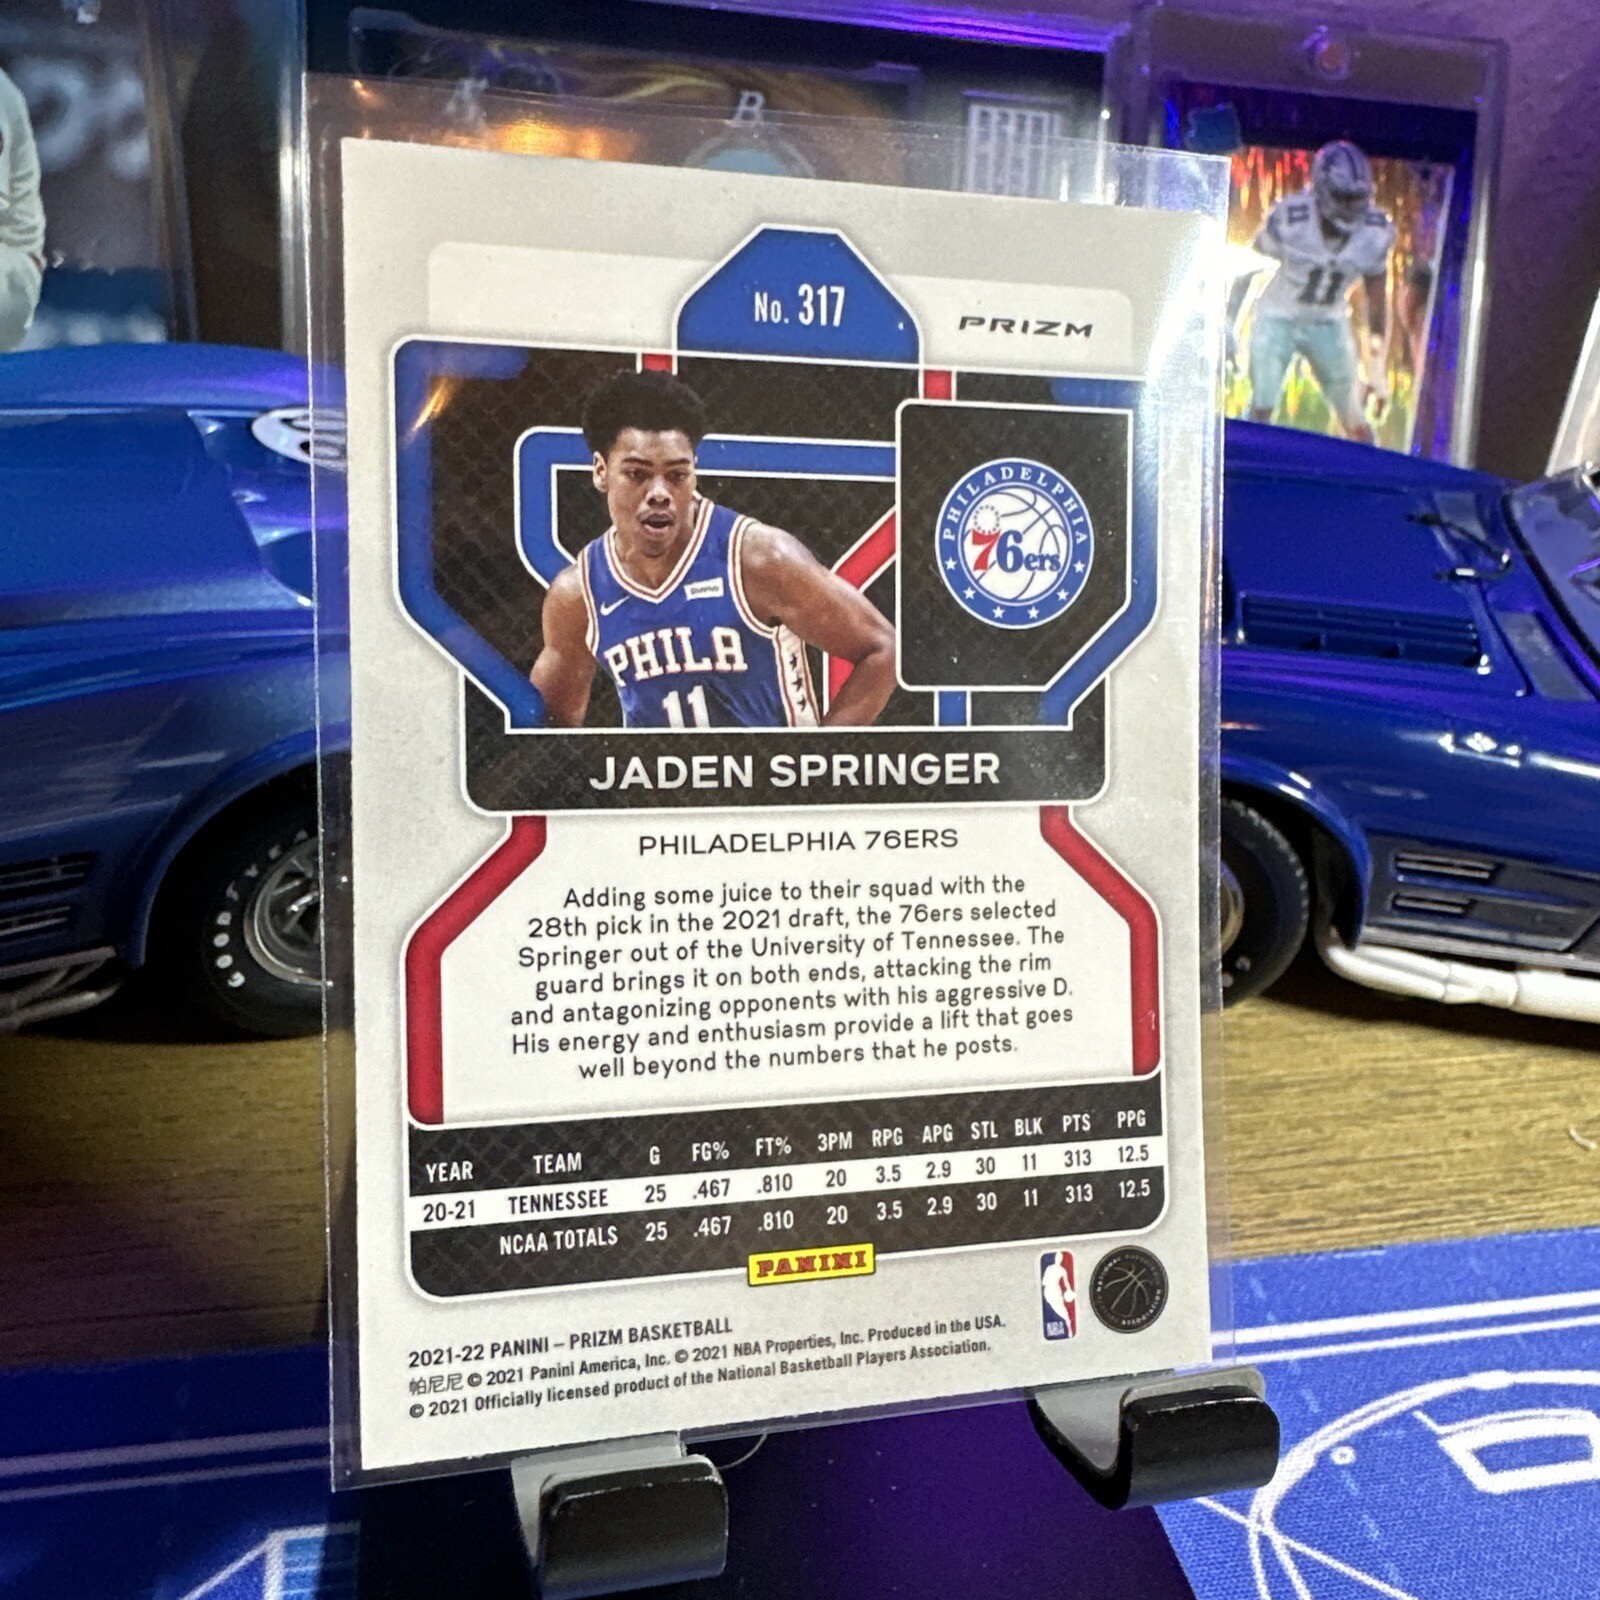 B
11
No. 317
PRIZM
PHILADELPHIA
76ers
PHILA
11
JADEN SPRINGER
PHILADELPHIA 76ERS
Adding some juice to their squad with the
28th pick in the 2021 draft, the 76ers selected
Springer out of the University of Tennessee. The
guard brings it on both ends, attacking the rim
and antagonizing opponents with his aggressive D.
His energy and enthusiasm provide a lift that goes
well beyond the numbers that he posts.
YEAR TEAM G FG% FT% 3PM RPG APG STL BLK PTS PPG
20-21 TENNESSEE 25 .467 .810 20 3.5 2.9 30 11 313 12.5
NCAA TOTALS 25 .467 .810 20 3.5 2.9 30 11 313 12.5
PANINI
NBA
2021-22 PANINI – PRIZM BASKETBALL
帕尼尼 © 2021 Panini America, Inc. © 2021 NBA Properties, Inc. Produced in the USA.
© 2021 Officially licensed product of the National Basketball Players Association.
GOODYEAR